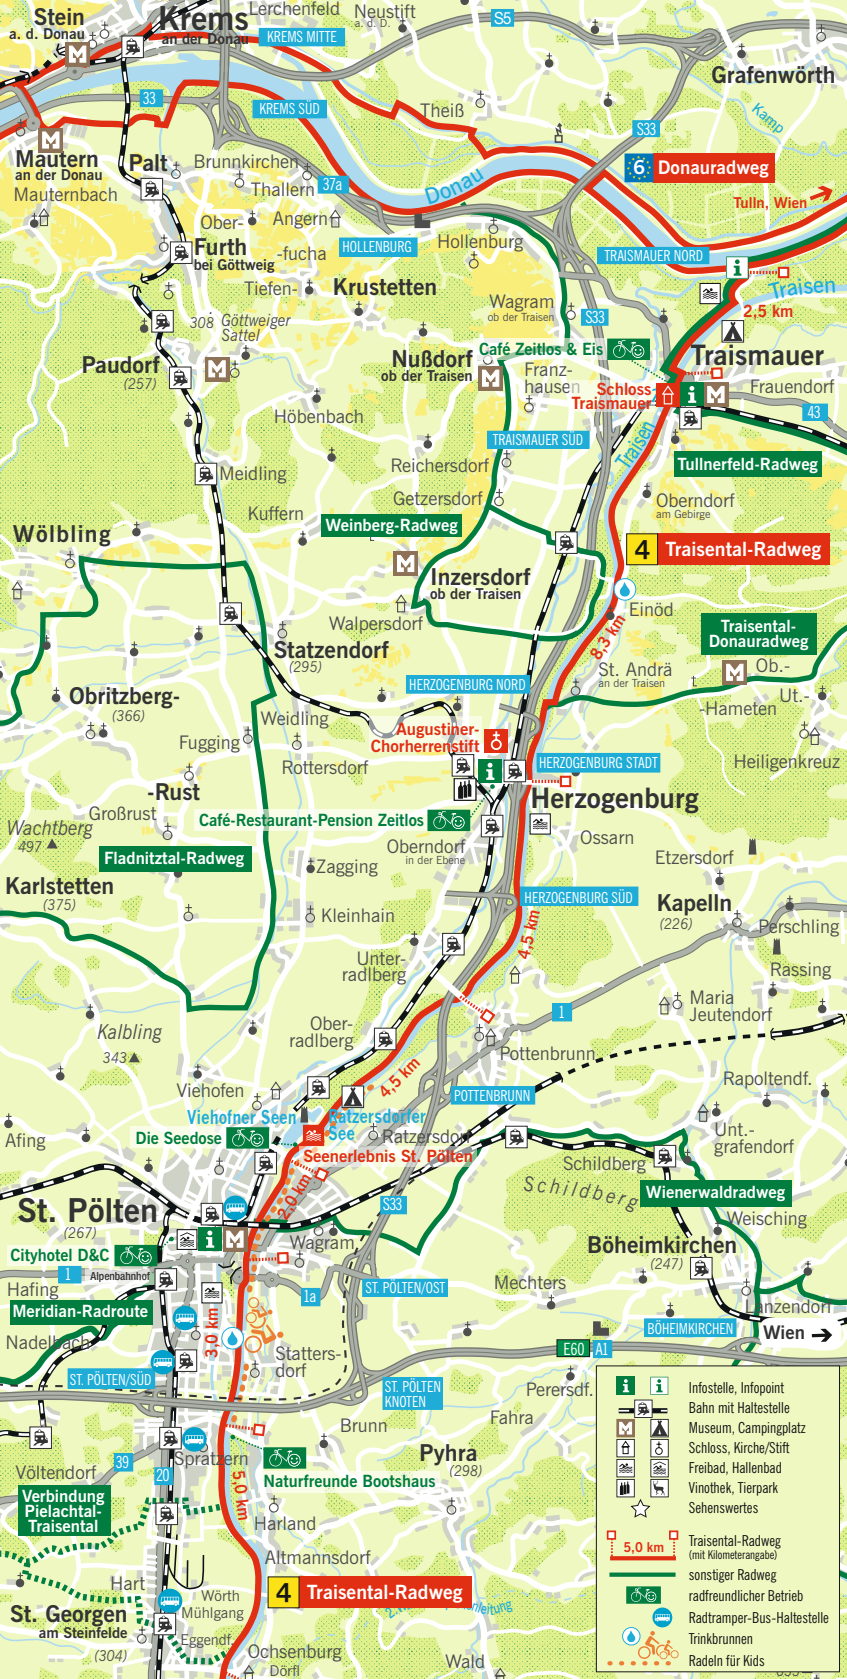 Lerchenfeld
Neustift
a. d. D.
Stein
a. d. Donau
Krems
an der Donau
KREMS MITTE
S5
Grafenwörth
33
KREMS SÜD
Theiß
Kamp
S33
Mautern
an der Donau
Mauternbach
Palt
Brunnkirchen
Thallern
37a
Donau
6 Donauradweg
Tulln, Wien
Ober-
Angern
Furth
bei Göttweig
-fucha
HOLLENBURG
Hollenburg
TRAISMAUER NORD
Tiefen-
Krustetten
Traisen
2,5 km
Wagram
ob der Traisen
S33
308 Göttweiger
Sattel
Paudorf
(257)
Nußdorf
ob der Traisen
Café Zeitlos & Eis
Traismauer
Franz-
hausen
Schloss
Traismauer
Frauendorf
43
Höbenbach
TRAISMAUER SÜD
Traisen
Reichersdorf
Tullnerfeld-Radweg
Meidling
Getzersdorf
Oberndorf
am Gebirge
Kuffern
Weinberg-Radweg
Wölbling
4 Traisental-Radweg
Inzersdorf
ob der Traisen
Einöd
Walpersdorf
8,3 km
Traisental-
Donauradweg
Statzendorf
(295)
St. Andrä
an der Traisen
Ob.-
Ut.-
-Hameten
HERZOGENBURG NORD
Obritzberg-
(366)
Weidling
Augustiner-
Chorherrenstift
Fugging
Rottersdorf
HERZOGENBURG STADT
Heiligenkreuz
-Rust
Großrust
Herzogenburg
Wachtberg
497
Café-Restaurant-Pension Zeitlos
Oberndorf
in der Ebene
Ossarn
Fladnitztal-Radweg
Zagging
Etzersdorf
Karlstetten
(375)
HERZOGENBURG SÜD
Kapelln
(226)
Kleinhain
4,5 km
Perschling
Unter-
radlberg
Rassing
Maria
Jeutendorf
1
Kalbling
343
Ober-
radlberg
Pottenbrunn
Viehofen
4,5 km
POTTENBRUNN
Rapoltendf.
Viehofner Seen
Ratzersdorfer
See
Afing
Die Seedose
Ratzersdorf
Unt.-
grafendorf
Seenerlebnis St. Pölten
Schildberg
Schildberg
Wienerwaldradweg
St. Pölten
(267)
2,0 km
S33
Weisching
Wagram
Böheimkirchen
(247)
Cityhotel D&C
1
Alpenbahnhof
Hafing
1a
ST. PÖLTEN/OST
Mechters
Lanzendorf
Meridian-Radroute
3,0 km
BÖHEIMKIRCHEN
Wien
Nadelbach
Statters-
dorf
E60 A1
ST. PÖLTEN/SÜD
ST. PÖLTEN
KNOTEN
Perersdf.
Fahra
Brunn
Pyhra
(298)
Spratzern
39
20
Völtendorf
Naturfreunde Bootshaus
Verbindung
Pielachtal-
Traisental
5,0 km
Harland
Altmannsdorf
Hart
4 Traisental-Radweg
Wörth
Mühlgang
St. Georgen
am Steinfelde
(304)
Eggendf.
Ochsenburg
Dörfl
Wald
Infostelle, Infopoint
Bahn mit Haltestelle
Museum, Campingplatz
Schloss, Kirche/Stift
Freibad, Hallenbad
Vinothek, Tierpark
Sehenswertes
5,0 km
Traisental-Radweg
(mit Kilometerangabe)
sonstiger Radweg
radfreundlicher Betrieb
Radtramper-Bus-Haltestelle
Trinkbrunnen
Radeln für Kids